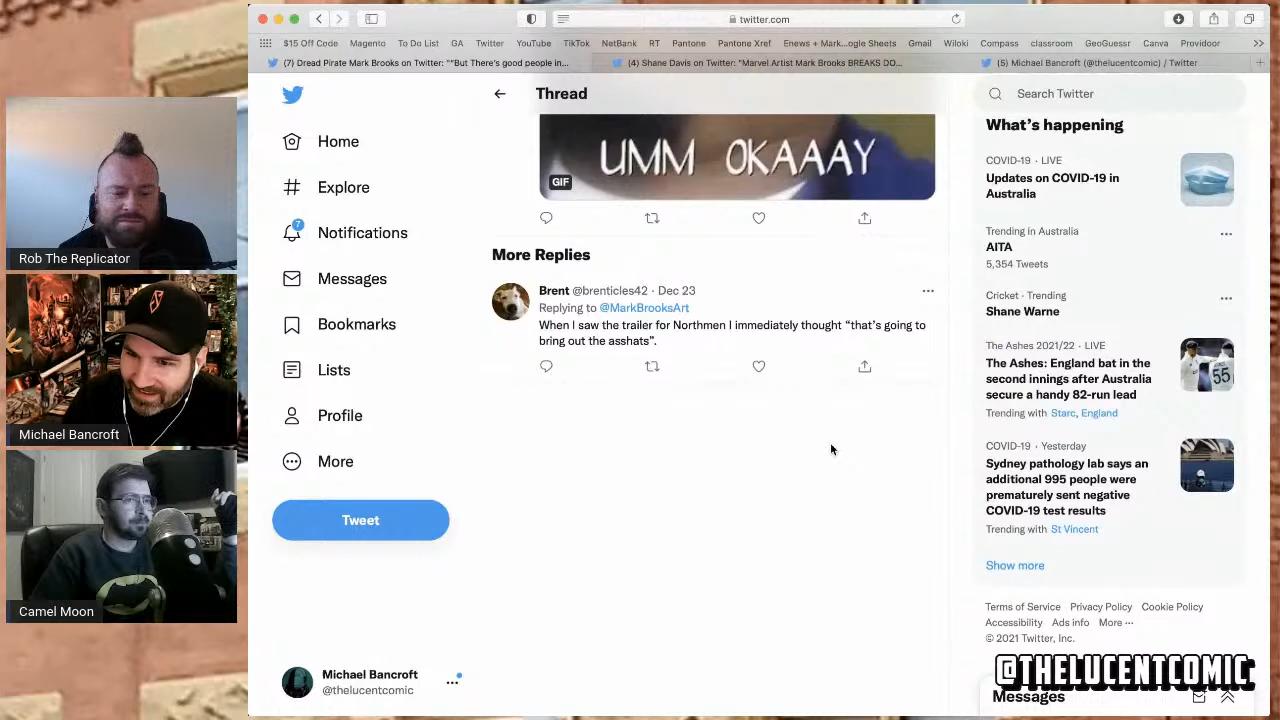 twitter.com
$15 Off Code Magento To Do List GA Twitter YouTube TikTok NetBank RT Pantone Pantone Xref Enews + Mark...ogle Sheets Gmail Wiloki Compass classroom GeoGuessr Canva Providoor
(7) Dread Pirate Mark Brooks on Twitter: "“But There's good people in...
(4) Shane Davis on Twitter: "Marvel Artist Mark Brooks BREAKS DO...
(5) Michael Bancroft (@thelucentcomic) / Twitter
Rob The Replicator
Michael Bancroft
Camel Moon
Home
Explore
7
Notifications
Messages
Bookmarks
Lists
Profile
More
Tweet
Michael Bancroft
@thelucentcomic
Thread
UMM OKAAAY
GIF
More Replies
Brent @brenticles42 · Dec 23
Replying to @MarkBrooksArt
When I saw the trailer for Northmen I immediately thought “that’s going to
bring out the asshats”.
Search Twitter
What’s happening
COVID-19 · LIVE
Updates on COVID-19 in
Australia
Trending in Australia
AITA
5,354 Tweets
Cricket · Trending
Shane Warne
The Ashes 2021/22 · LIVE
The Ashes: England bat in the
second innings after Australia
secure a handy 82-run lead
Trending with Starc, England
55
COVID-19 · Yesterday
Sydney pathology lab says an
additional 995 people were
prematurely sent negative
COVID-19 test results
Trending with St Vincent
Show more
Terms of Service Privacy Policy Cookie Policy
Accessibility Ads info More ···
© 2021 Twitter, Inc.
@THELUCENTCOMIC
Messages